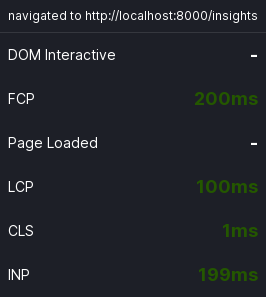 navigated to http://localhost:8000/insights
DOM Interactive -
FCP 200ms
Page Loaded -
LCP 100ms
CLS 1ms
INP 199ms